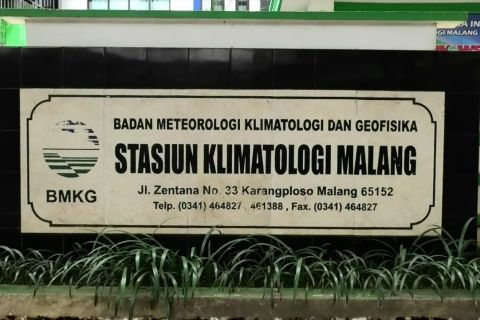 BADAN METEOROLOGI KLIMATOLOGI DAN GEOFISIKA
STASIUN KLIMATOLOGI MALANG
Jl. Zentana No. 33 Karangploso Malang 65152
Telp. (0341) 464827, 461388, Fax. (0341) 464827
BMKG